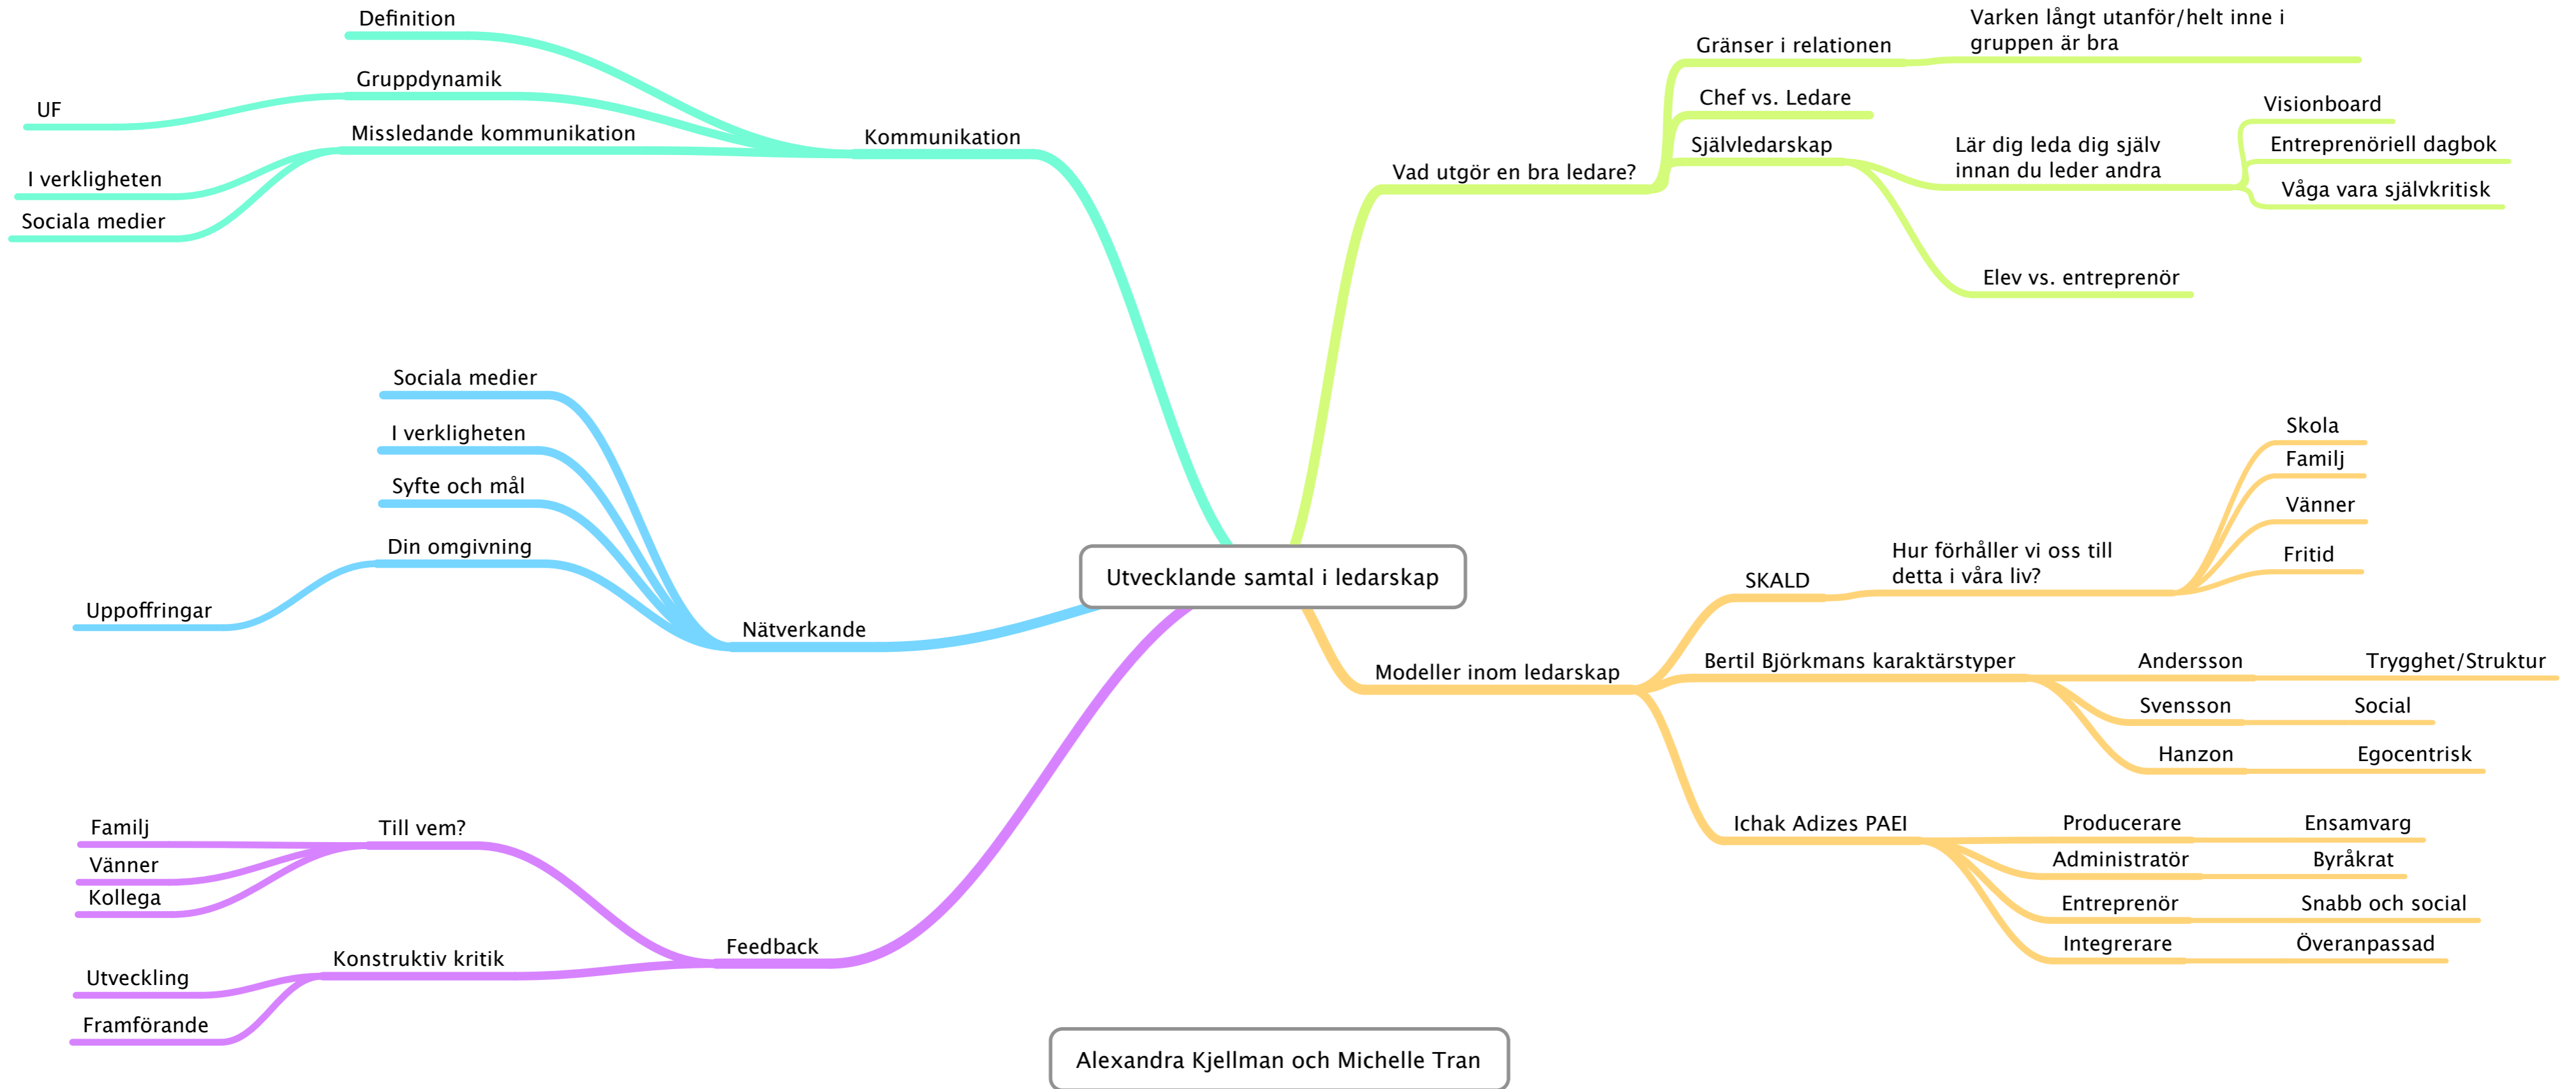 Definition
Gruppdynamik
UF
Missledande kommunikation
I verkligheten
Sociala medier
Kommunikation
Sociala medier
I verkligheten
Syfte och mål
Din omgivning
Uppoffringar
Nätverkande
Familj
Vänner
Kollega
Till vem?
Utveckling
Framförande
Konstruktiv kritik
Feedback
Utvecklande samtal i ledarskap
Vad utgör en bra ledare?
Gränser i relationen
Varken långt utanför/helt inne i
gruppen är bra
Chef vs. Ledare
Självledarskap
Lär dig leda dig själv
innan du leder andra
Visionboard
Entreprenöriell dagbok
Våga vara självkritisk
Elev vs. entreprenör
Modeller inom ledarskap
SKALD
Hur förhåller vi oss till
detta i våra liv?
Skola
Familj
Vänner
Fritid
Bertil Björkmans karaktärstyper
Andersson
Trygghet/Struktur
Svensson
Social
Hanzon
Egocentrisk
Ichak Adizes PAEI
Producerare
Ensamvarg
Administratör
Byråkrat
Entreprenör
Snabb och social
Integrerare
Överanpassad
Alexandra Kjellman och Michelle Tran